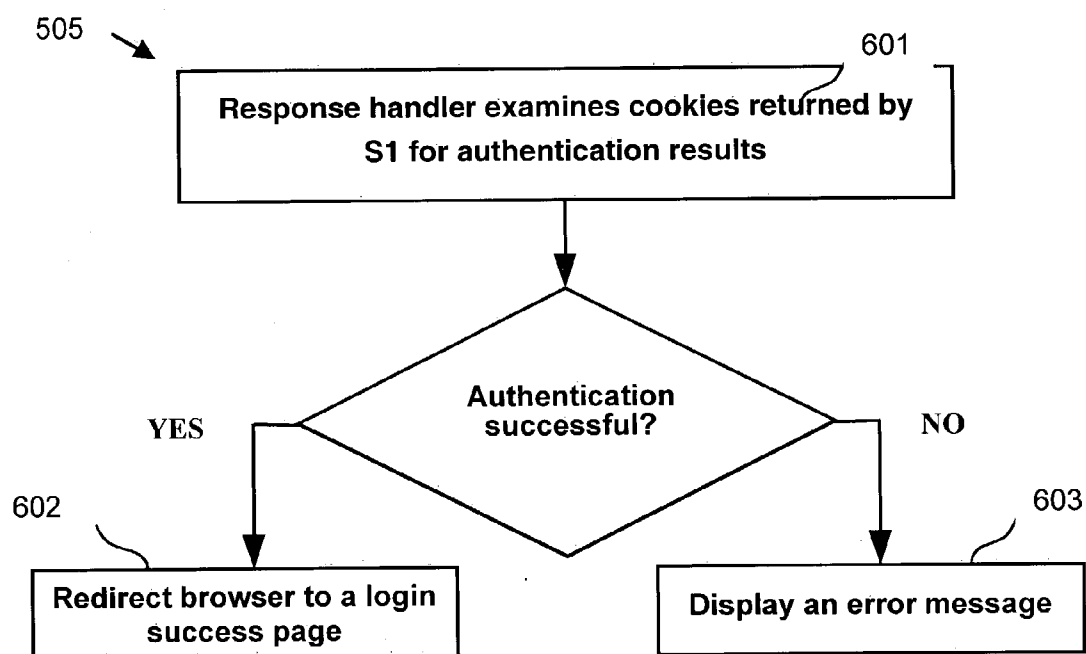 505
601
Response handler examines cookies returned by
S1 for authentication results
Authentication
successful?
YES
NO
602
603
Redirect browser to a login
success page
Display an error message